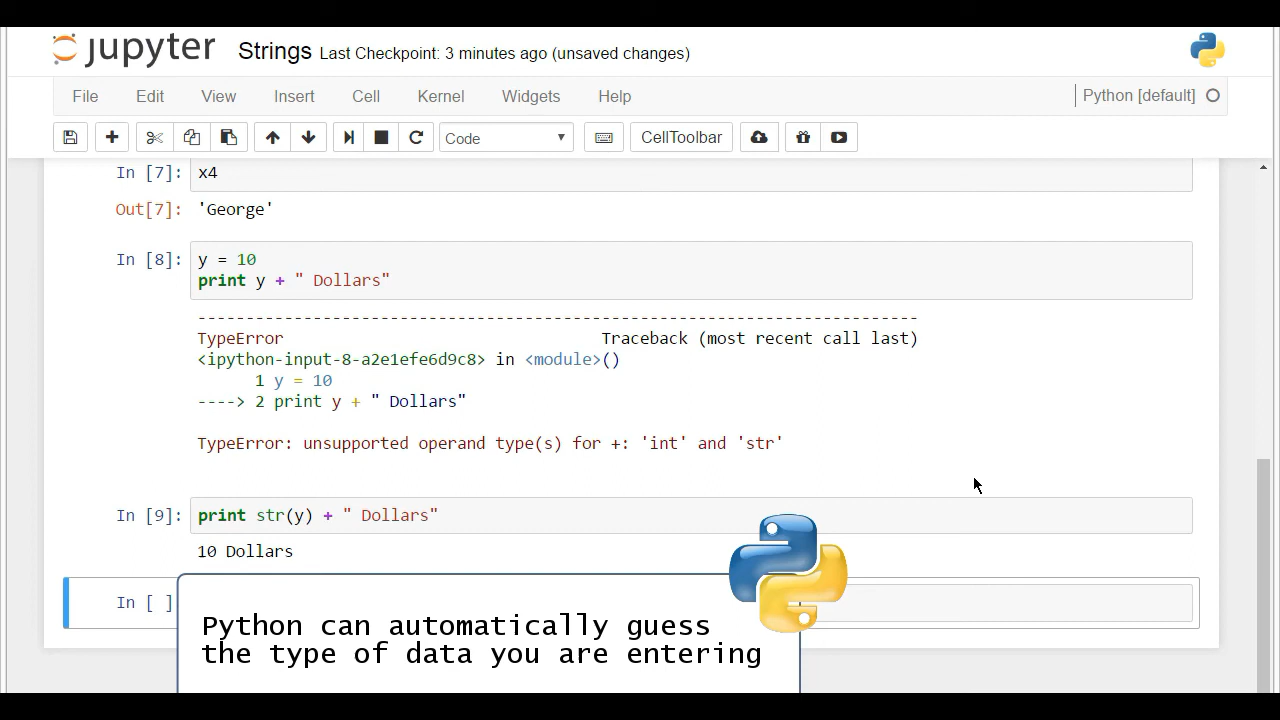 jupyter Strings Last Checkpoint: 3 minutes ago (unsaved changes)
File Edit View Insert Cell Kernel Widgets Help Python [default]
Code CellToolbar
In [7]: x4
Out[7]: 'George'
In [8]: y = 10
print y + " Dollars"
---------------------------------------------------------------------------
TypeError Traceback (most recent call last)
<ipython-input-8-a2e1efe6d9c8> in <module>()
1 y = 10
----> 2 print y + " Dollars"
TypeError: unsupported operand type(s) for +: 'int' and 'str'
In [9]: print str(y) + " Dollars"
10 Dollars
In [ ]
Python can automatically guess
the type of data you are entering